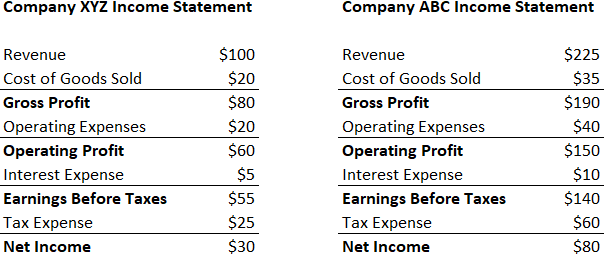 Company XYZ Income Statement Company ABC Income Statement
Revenue $100 Revenue $225
Cost of Goods Sold $20 Cost of Goods Sold $35
Gross Profit $80 Gross Profit $190
Operating Expenses $20 Operating Expenses $40
Operating Profit $60 Operating Profit $150
Interest Expense $5 Interest Expense $10
Earnings Before Taxes $55 Earnings Before Taxes $140
Tax Expense $25 Tax Expense $60
Net Income $30 Net Income $80